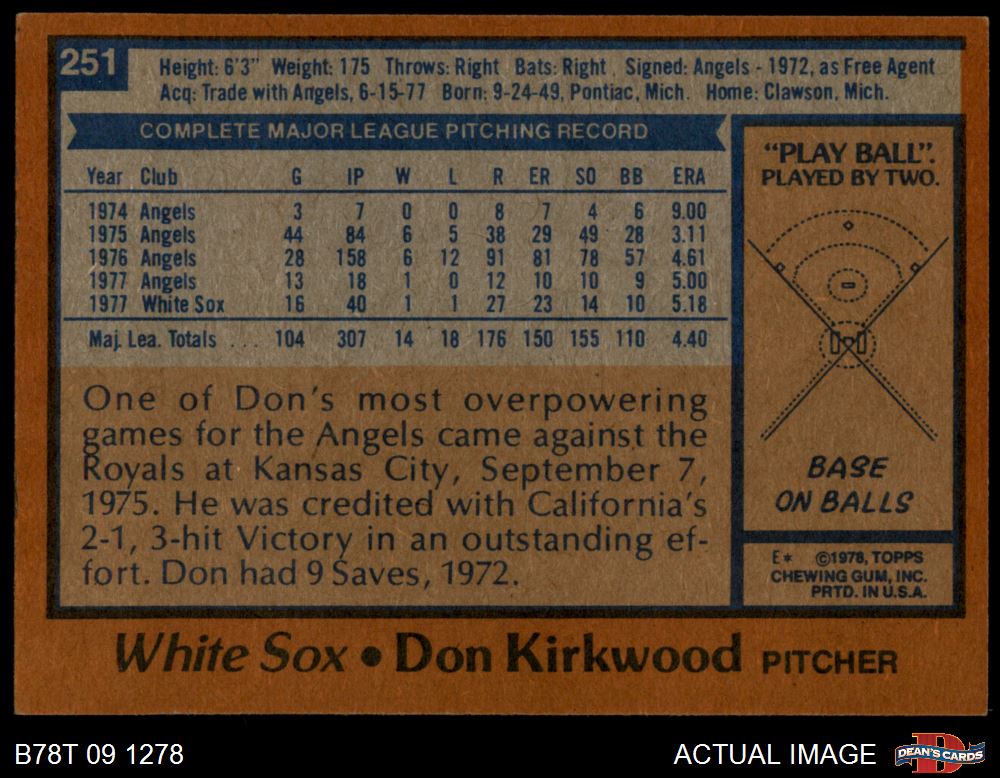 251
Height: 6'3" Weight: 175 Throws: Right Bats: Right Signed: Angels - 1972, as Free Agent
Acq: Trade with Angels, 6-15-77 Born: 9-24-49, Pontiac, Mich. Home: Clawson, Mich.
COMPLETE MAJOR LEAGUE PITCHING RECORD
Year Club G IP W L R ER SO BB ERA
1974 Angels 3 7 0 0 8 7 4 6 9.00
1975 Angels 44 84 6 5 38 29 49 28 3.11
1976 Angels 28 158 6 12 91 81 78 57 4.61
1977 Angels 13 18 1 0 12 10 10 9 5.00
1977 White Sox 16 40 1 1 27 23 14 10 5.18
Maj. Lea. Totals ... 104 307 14 18 176 150 155 110 4.40
One of Don's most overpowering
games for the Angels came against the
Royals at Kansas City, September 7,
1975. He was credited with California's
2-1, 3-hit Victory in an outstanding ef-
fort. Don had 9 Saves, 1972.
"PLAY BALL".
PLAYED BY TWO.
BASE
ON BALLS
E* ©1978, TOPPS
CHEWING GUM, INC.
PRTD. IN U.S.A.
White Sox • Don Kirkwood PITCHER
B78T 09 1278
ACTUAL IMAGE
DEAN'S CARDS